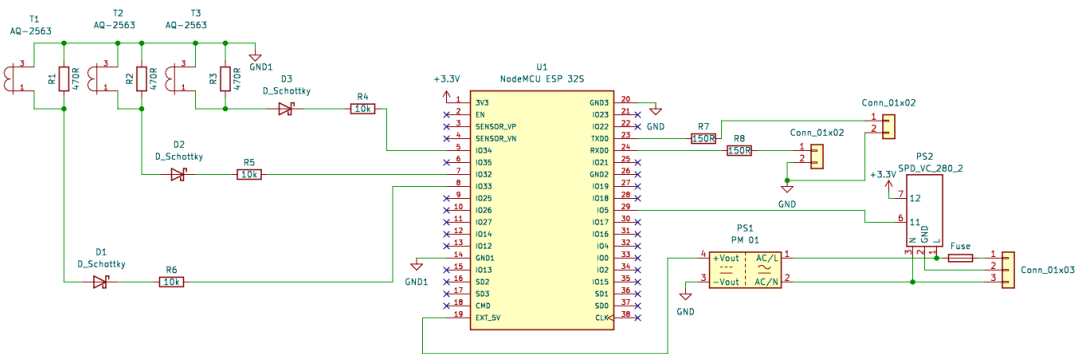 T1
AQ-2563
T2
AQ-2563
T3
AQ-2563
3
1
R1
470R
3
1
R2
470R
3
1
R3
470R
GND1
D3
D_Schottky
R4
10k
D2
D_Schottky
R5
10k
D1
D_Schottky
R6
10k
+3.3V
GND1
U1
NodeMCU ESP 32S
1 3V3
2 EN
3 SENSOR_VP
4 SENSOR_VN
5 IO34
6 IO35
7 IO32
8 IO33
9 IO25
10 IO26
11 IO27
12 IO14
13 IO12
14 GND1
15 IO13
16 SD2
17 SD3
18 CMD
19 EXT_5V
GND3 20
IO23 21
IO22 22
TXD0 23
RXD0 24
IO21 25
GND2 26
IO19 27
IO18 28
IO5 29
IO17 30
IO16 31
IO4 32
IO0 33
IO2 34
IO15 35
SD1 36
SD0 37
CLK 38
GND
R7
150R
R8
150R
Conn_01x02
1
2
Conn_01x02
1
2
GND
PS2
SPD_VC_280_2
+3.3V
7 12
6 11
N
GND
L
3
2
1
Fuse
PS1
PM 01
4 +Vout AC/L 1
3 -Vout AC/N 2
GND
1
2
3
Conn_01x03